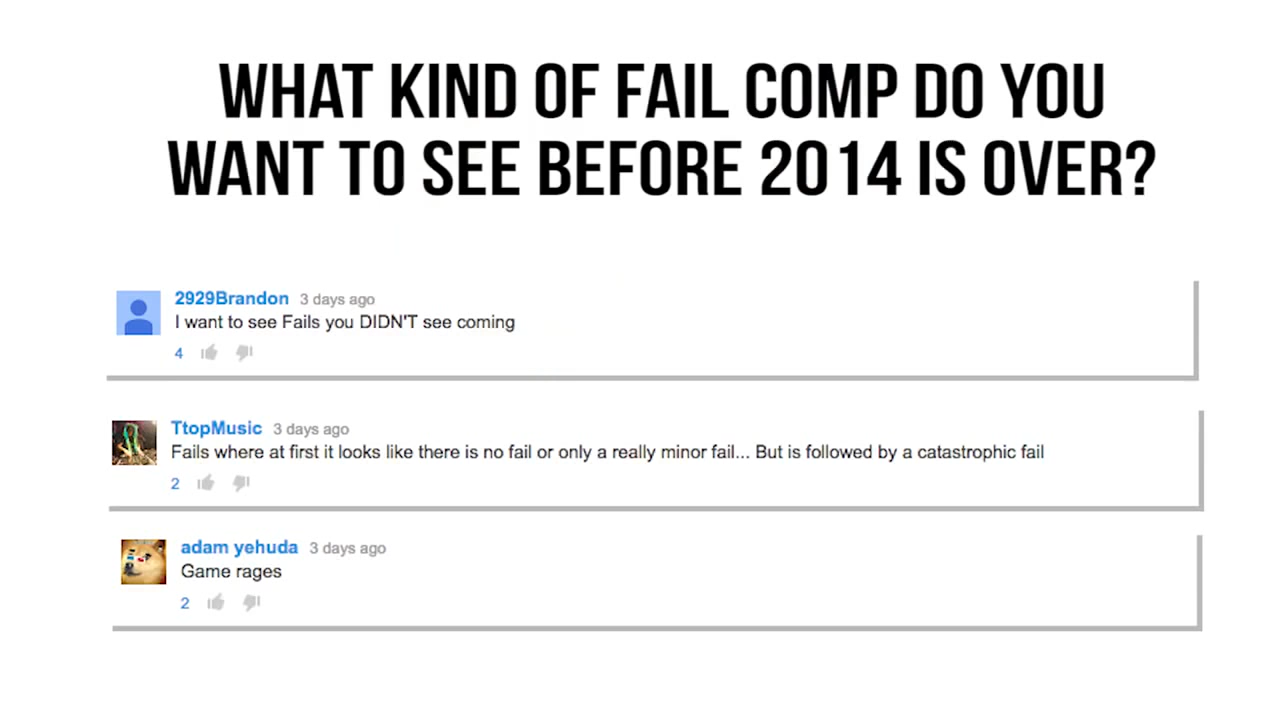 WHAT KIND OF FAIL COMP DO YOU
WANT TO SEE BEFORE 2014 IS OVER?
2929Brandon 3 days ago
I want to see Fails you DIDN'T see coming
4
TtopMusic 3 days ago
Fails where at first it looks like there is no fail or only a really minor fail... But is followed by a catastrophic fail
2
adam yehuda 3 days ago
Game rages
2